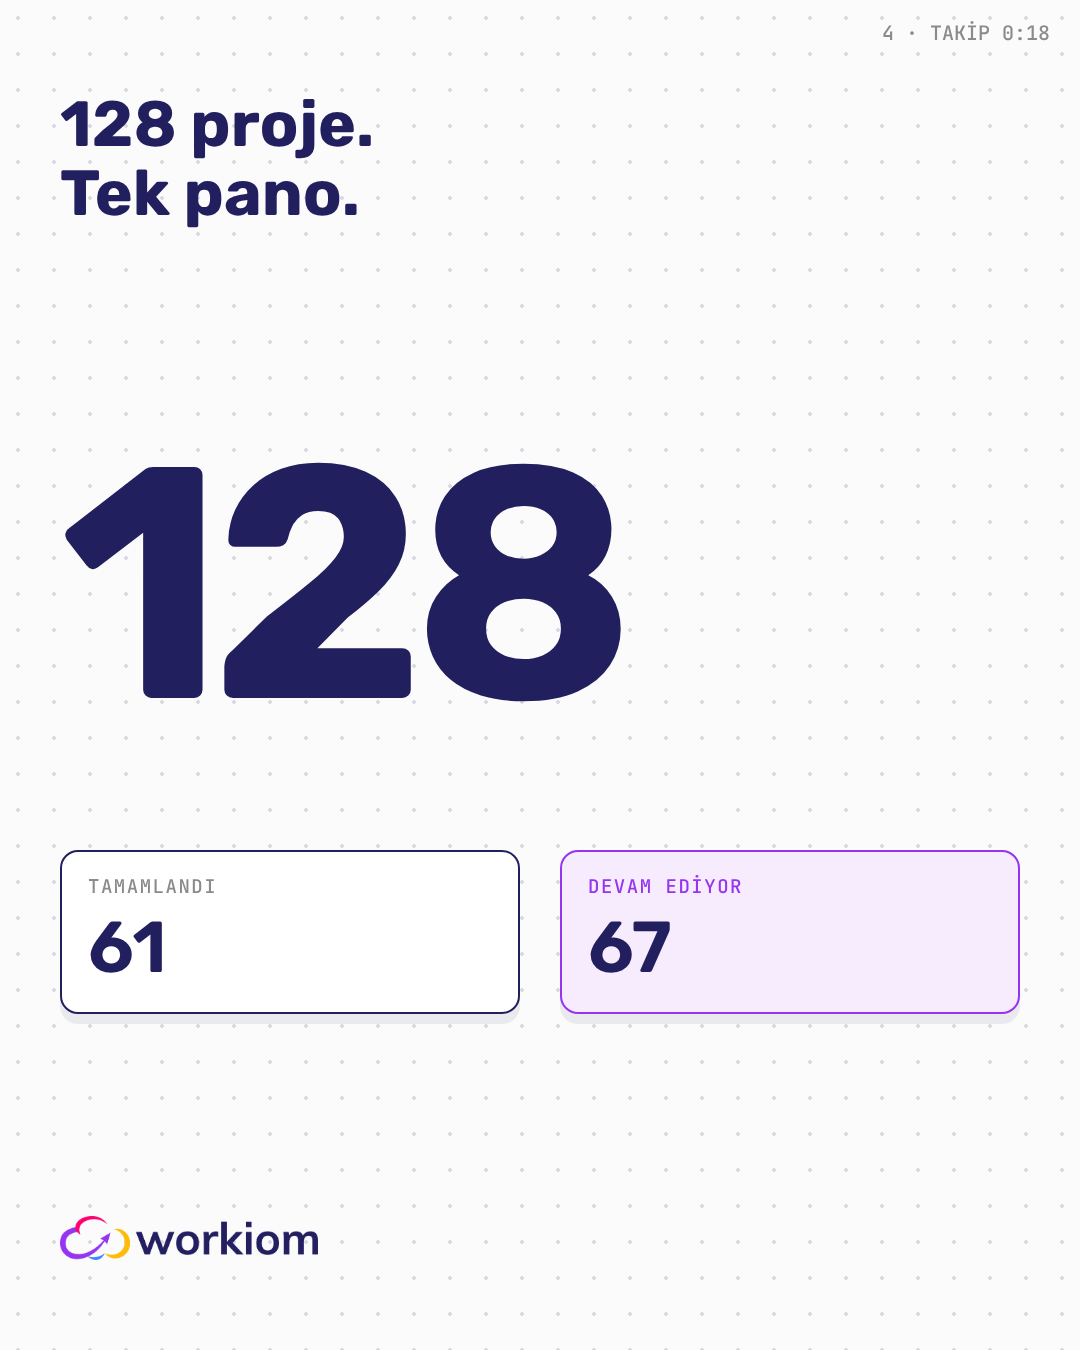 4 · TAKİP 0:18
128 proje.
Tek pano.
128
TAMAMLANDI
61
DEVAM EDİYOR
67
workiom